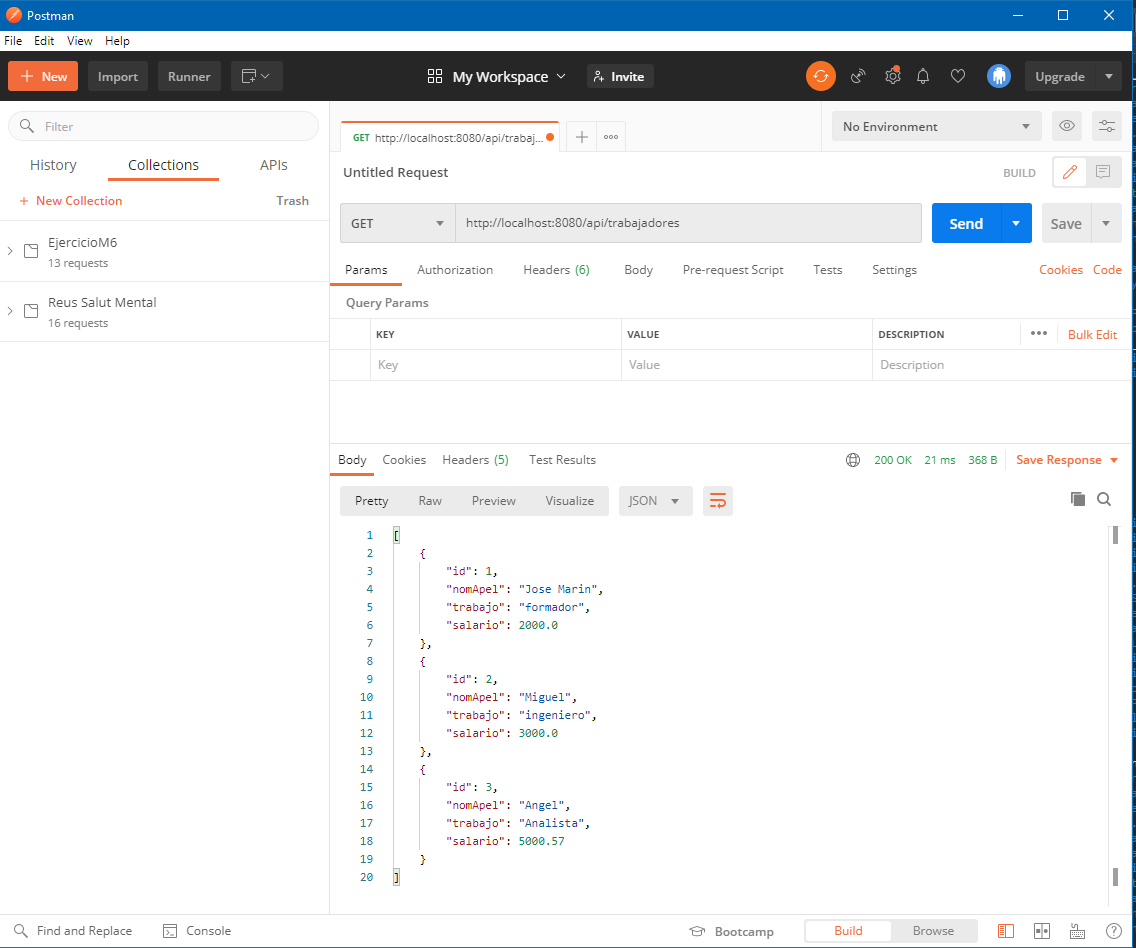 Postman
File Edit View Help
New Import Runner My Workspace Invite Upgrade
Filter
History Collections APIs
New Collection Trash
EjercicioM6
13 requests
Reus Salut Mental
16 requests
GET http://localhost:8080/api/trabaj...
No Environment
Untitled Request BUILD
GET http://localhost:8080/api/trabajadores Send Save
Params Authorization Headers (6) Body Pre-request Script Tests Settings Cookies Code
Query Params
KEY VALUE DESCRIPTION Bulk Edit
Key Value Description
Body Cookies Headers (5) Test Results 200 OK 21 ms 368 B Save Response
Pretty Raw Preview Visualize JSON
1 [
2 {
3 "id": 1,
4 "nomApel": "Jose Marin",
5 "trabajo": "formador",
6 "salario": 2000.0
7 },
8 {
9 "id": 2,
10 "nomApel": "Miguel",
11 "trabajo": "ingeniero",
12 "salario": 3000.0
13 },
14 {
15 "id": 3,
16 "nomApel": "Angel",
17 "trabajo": "Analista",
18 "salario": 5000.57
19 }
20 ]
Find and Replace Console Bootcamp Build Browse